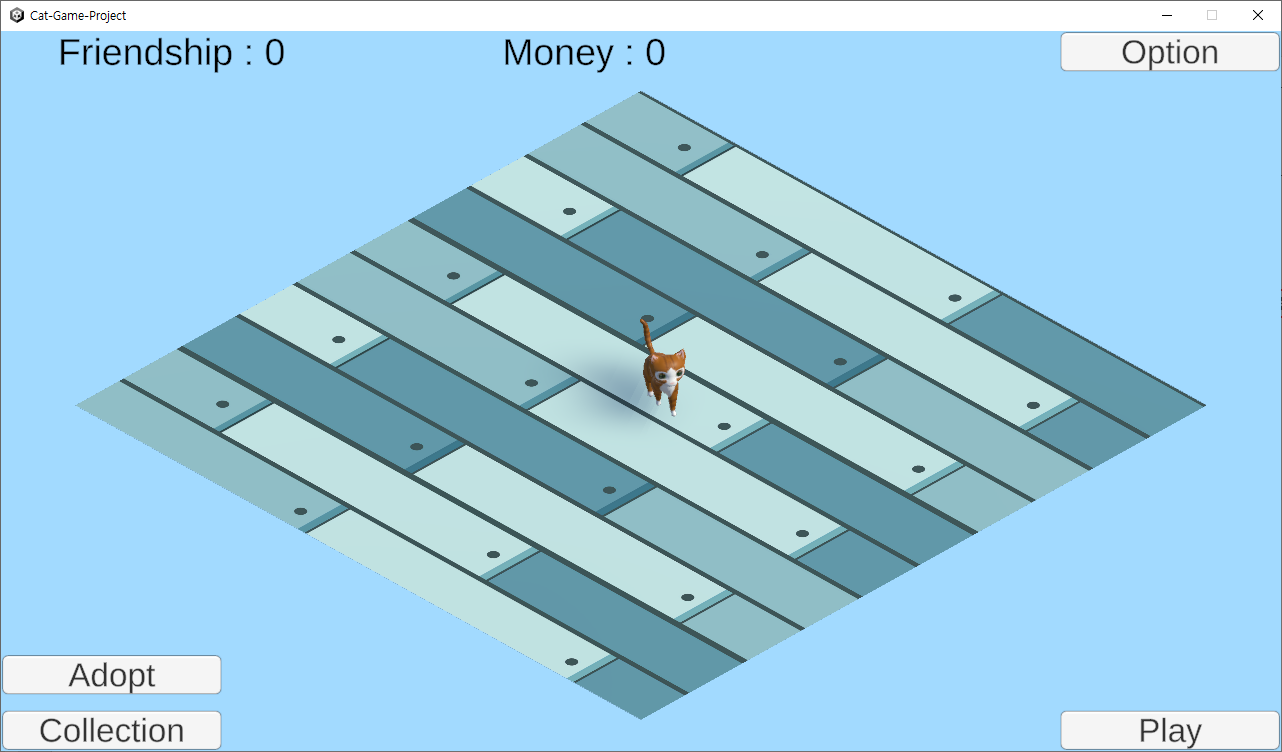 Cat-Game-Project
Friendship : 0
Money : 0
Option
Adopt
Collection
Play